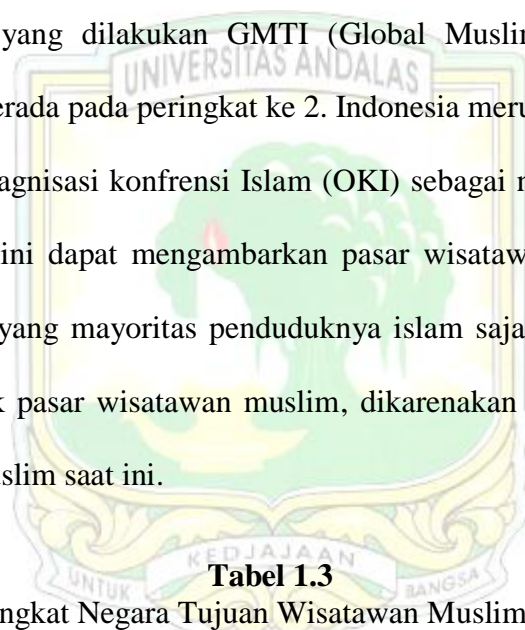 yang dilakukan GMTI (Global Muslim
UNIVERSITAS ANDALAS
erada pada peringkat ke 2. Indonesia meru
agnisasi konfrensi Islam (OKI) sebagai
ini dapat mengambarkan pasar wisataw
yang mayoritas penduduknya islam saja
k pasar wisatawan muslim, dikarenakan
uslim saat ini.
KEDJAJAAN
UNTUK BANGSA
Tabel 1.3
ingkat Negara Tujuan Wisatawan Muslim